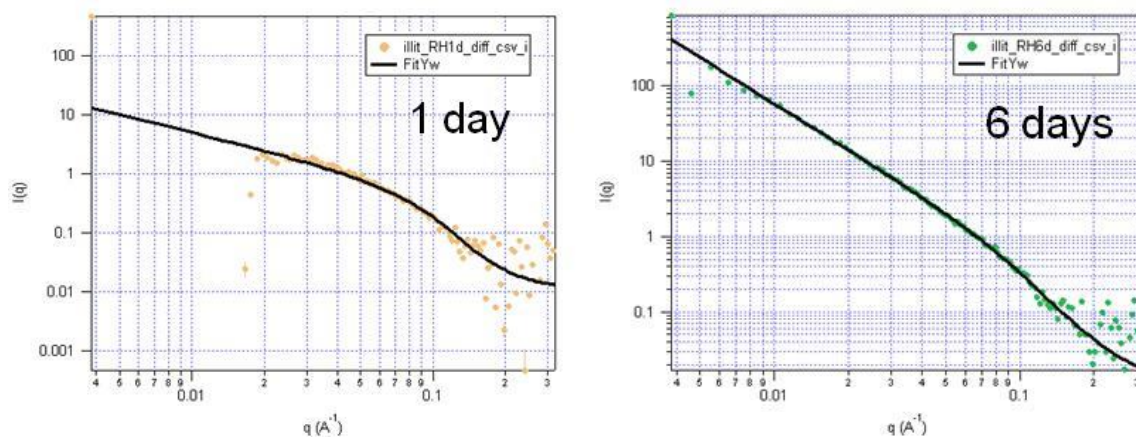 100
10
1
0.1
0.01
0.001
I(q)
illit_RH1d_diff_csv_i
FitYw
1 day
4 5 6 7 8 9 0.01 2 3 4 5 6 7 8 9 0.1 2 3
q (A⁻¹)
100
10
1
0.1
I(q)
illit_RH6d_diff_csv_i
FitYw
6 days
4 5 6 7 8 9 0.01 2 3 4 5 6 7 8 9 0.1 2
q (A⁻¹)